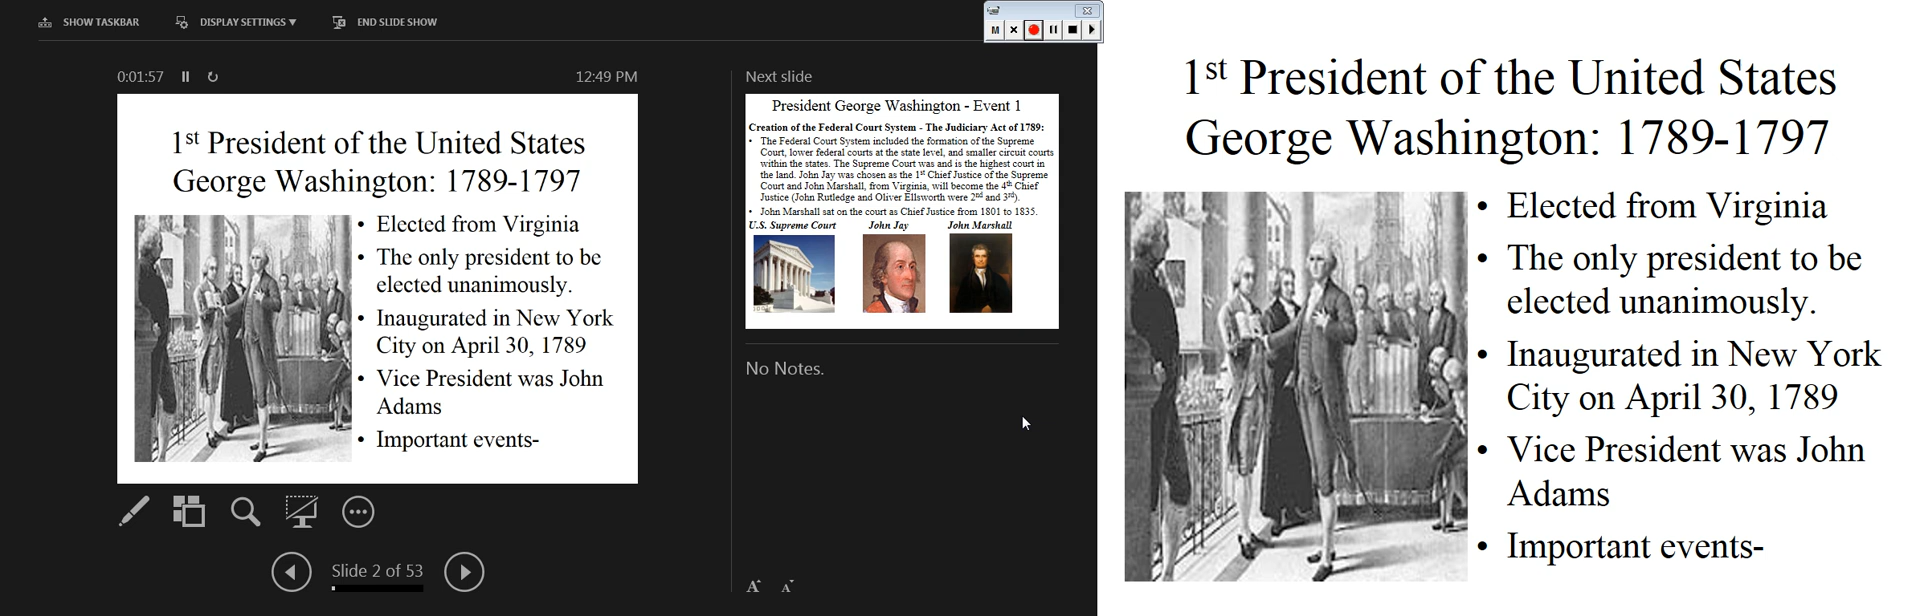 SHOW TASKBAR
DISPLAY SETTINGS ▼
END SLIDE SHOW
M
0:01:57
12:49 PM
1st President of the United States
George Washington: 1789-1797
• Elected from Virginia
• The only president to be
elected unanimously.
• Inaugurated in New York
City on April 30, 1789
• Vice President was John
Adams
• Important events-
Slide 2 of 53
Next slide
President George Washington - Event 1
Creation of the Federal Court System - The Judiciary Act of 1789:
• The Federal Court System included the formation of the Supreme
Court, lower federal courts at the state level, and smaller circuit courts
within the states. The Supreme Court was and is the highest court in
the land. John Jay was chosen as the 1st Chief Justice of the Supreme
Court and John Marshall, from Virginia, will become the 4th Chief
Justice (John Rutledge and Oliver Ellsworth were 2nd and 3rd).
• John Marshall sat on the court as Chief Justice from 1801 to 1835.
U.S. Supreme Court John Jay John Marshall
No Notes.
A A
1st President of the United States
George Washington: 1789-1797
• Elected from Virginia
• The only president to be
elected unanimously.
• Inaugurated in New York
City on April 30, 1789
• Vice President was John
Adams
• Important events-